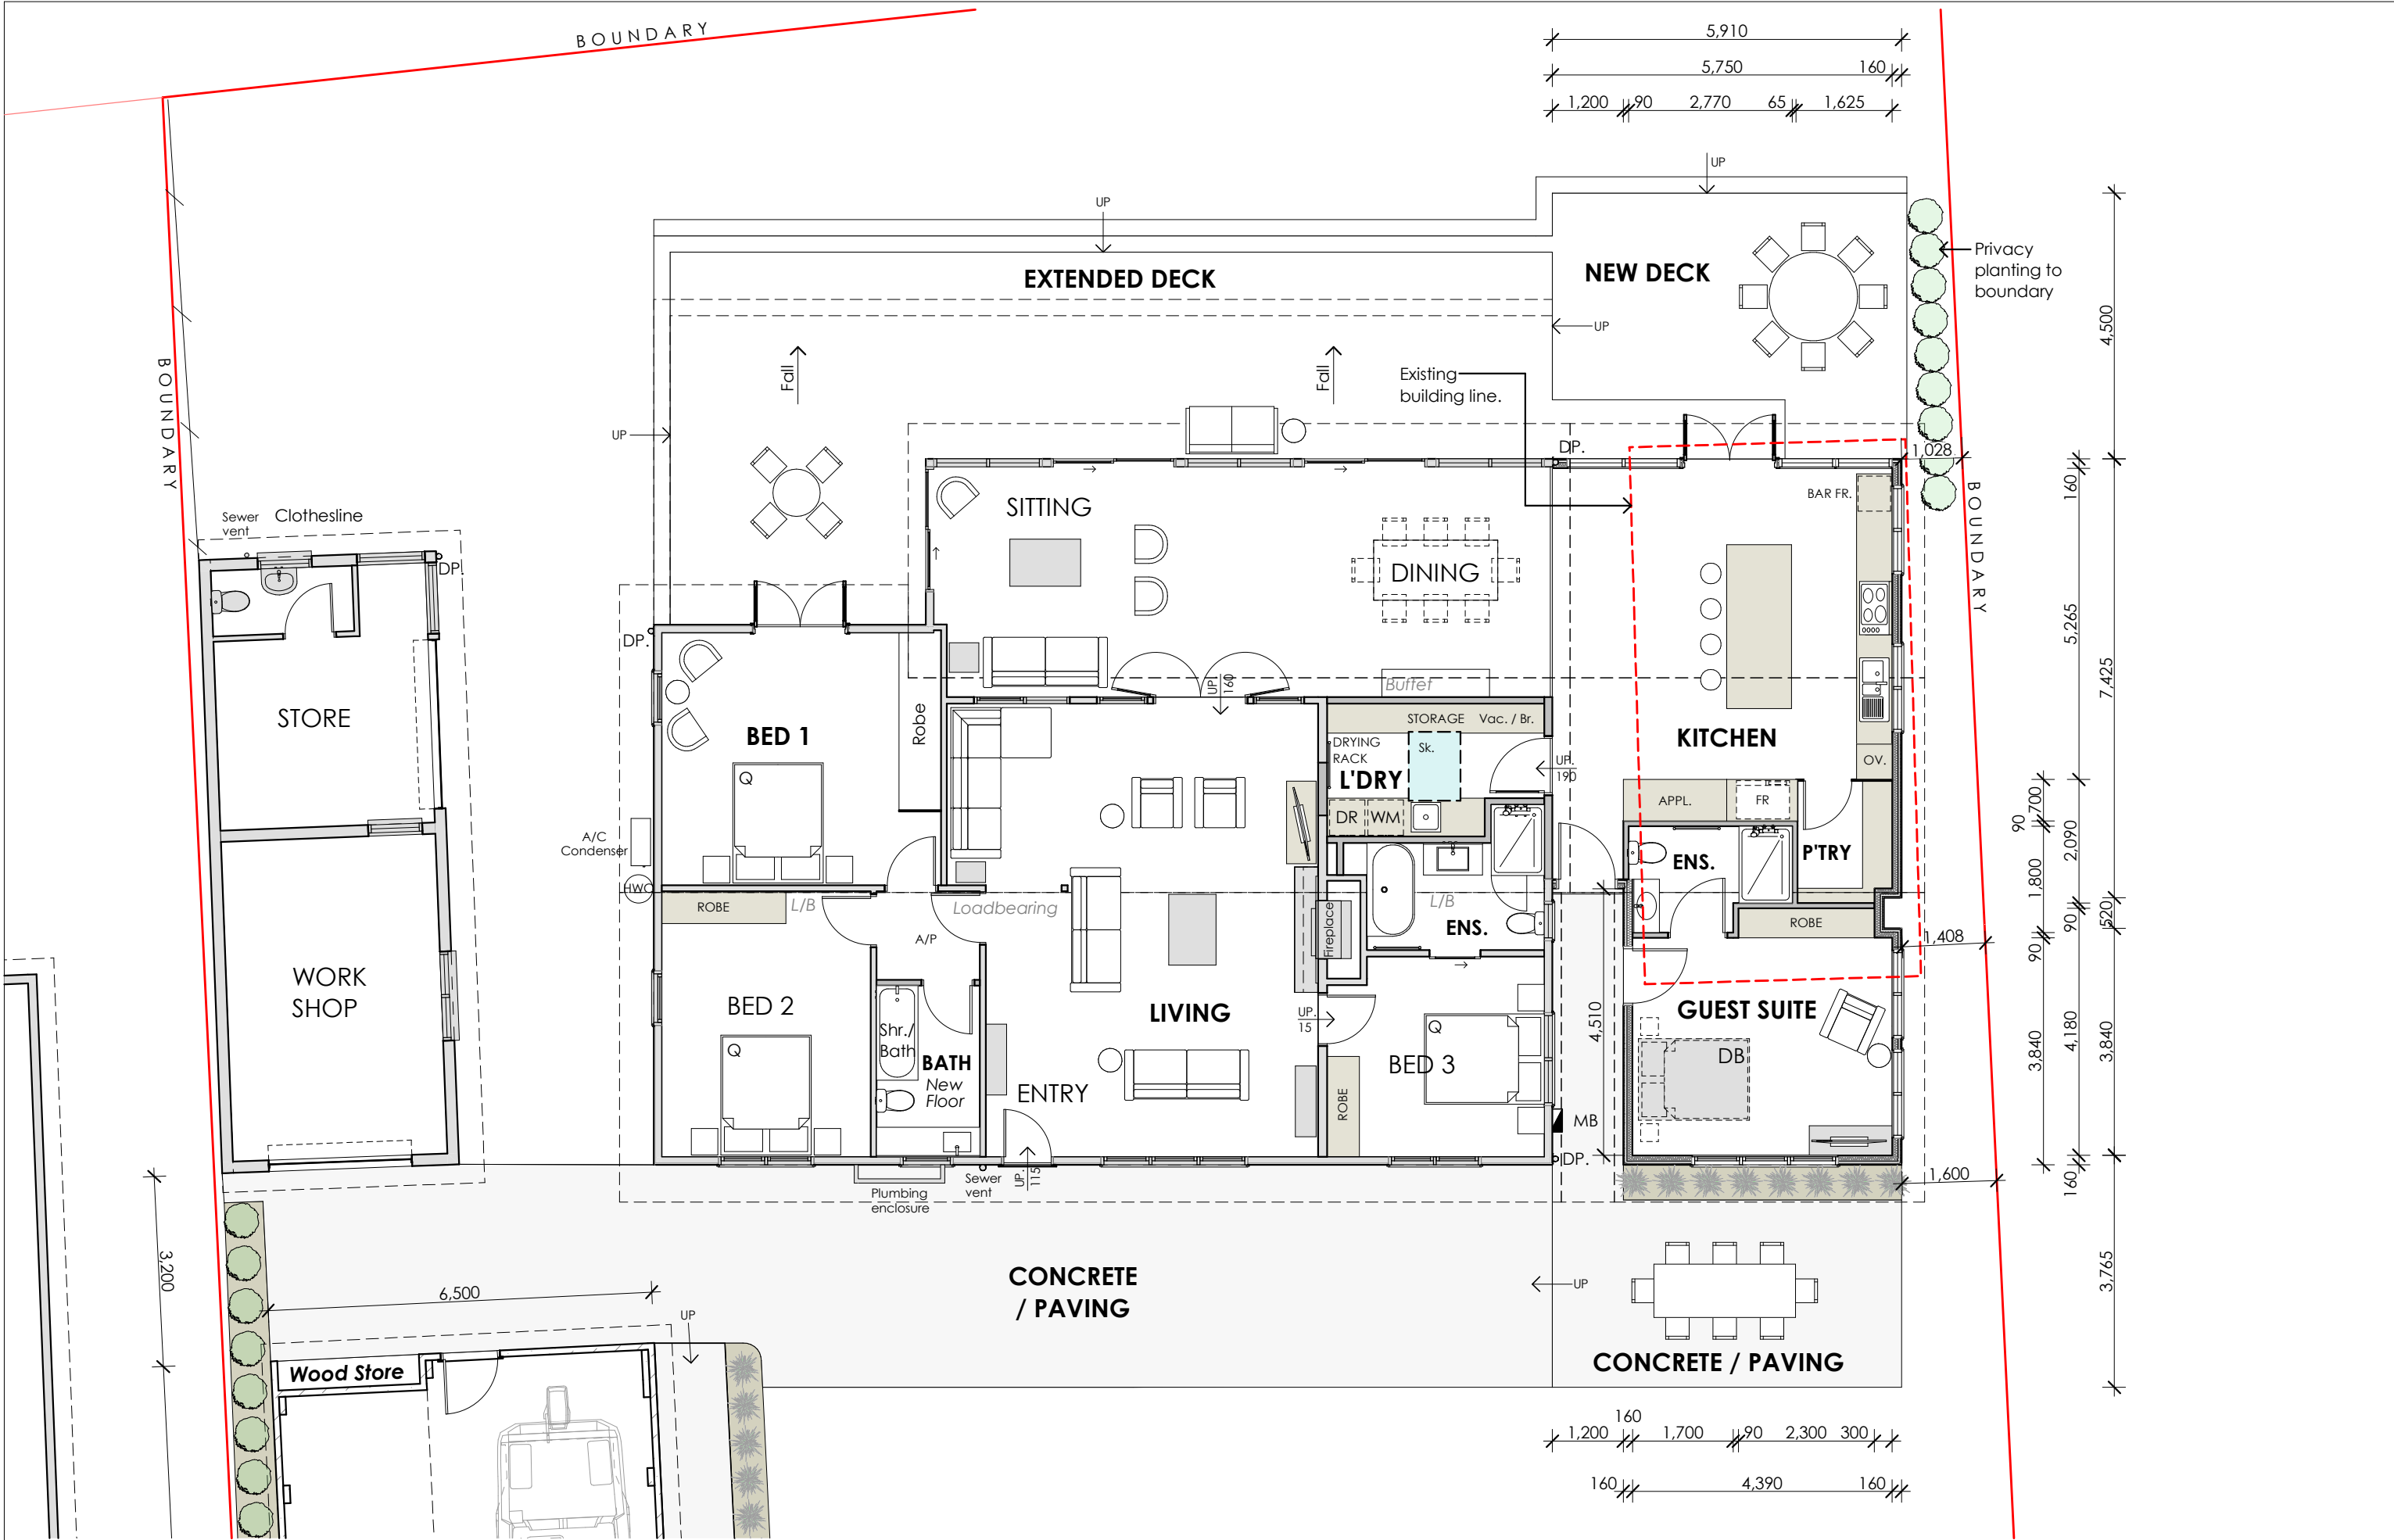 BOUNDARY
5,910
5,750 160
1,200 90 2,770 65 1,625
UP
UP
EXTENDED DECK
NEW DECK
Privacy
planting to
boundary
UP
4,500
Fall
Fall
Existing
building line.
BOUNDARY
UP
DP.
1,028
BOUNDARY
160
SITTING
BAR FR.
Sewer
vent
Clothesline
DP.
DINING
5,265
7,425
DP.
STORE
BED 1
Robe
UP.
160
Buffet
STORAGE Vac. / Br.
DRYING
RACK
Sk.
L'DRY
UP.
190
KITCHEN
OV.
Q
APPL.
FR
DR
WM
700
90
2,090
A/C
Condenser
HWC
ENS.
P'TRY
1,800
ROBE
L/B
Loadbearing
A/P
Fireplace
L/B
ENS.
ROBE
520
90
90
1,408
WORK
SHOP
BED 2
LIVING
UP.
15
4,510
GUEST SUITE
Q
Shr./
Bath
BATH
New
Floor
ENTRY
Q
BED 3
ROBE
DB
MB
3,840
4,180
3,840
DP.
Plumbing
enclosure
Sewer
vent
UP.
115
1,600
160
3,200
6,500
UP
CONCRETE
/ PAVING
UP
3,765
Wood Store
CONCRETE / PAVING
160
1,200 1,700 90 2,300 300
160 4,390 160